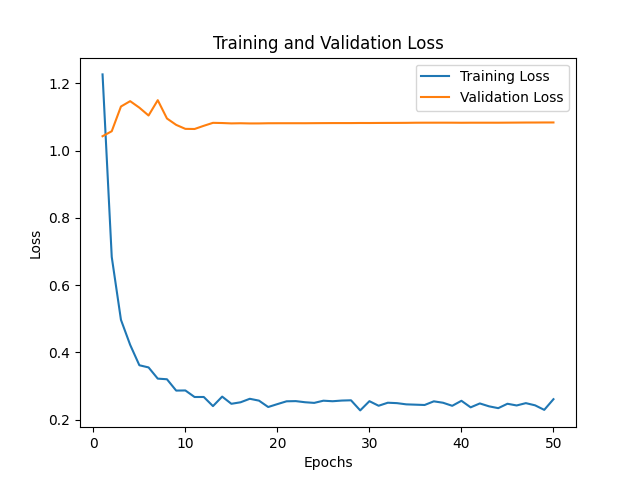 Training and Validation Loss
Training Loss
Validation Loss
1.2
1.0
0.8
0.6
0.4
0.2
Loss
0 10 20 30 40 50
Epochs